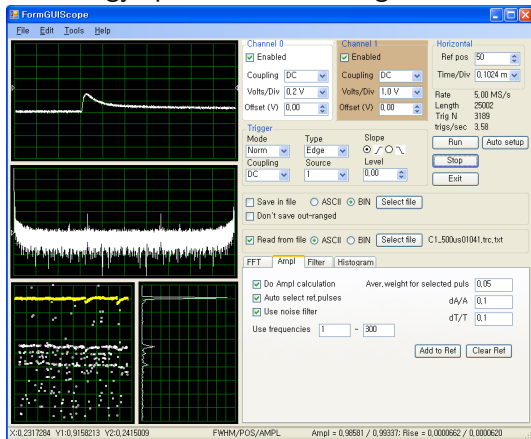 FormGUIScope
File Edit Tools Help
Channel 0
Enabled
Coupling DC
Volts/Div 0,2 V
Offset (V) 0,00
Channel 1
Enabled
Coupling DC
Volts/Div 1,0 V
Offset (V) 0,00
Horizontal
Ref pos 50
Time/Div 0,1024 m
Rate 5,00 MS/s
Length 25002
Trig N 3189
trigs/sec 3,58
Trigger
Mode Type Slope
Norm Edge
Coupling Source Level
DC 1 0,00
Run Auto setup
Stop
Exit
Save in file ASCII BIN Select file
Don't save out-ranged
Read from file ASCII BIN Select file C1_500us01041,trc,txt
FFT Ampl Filter Histogram
Do Ampl calculation Aver,weight for selected puls 0,05
Auto select ref,pulses dA/A 0,1
Use noise filter dT/T 0,1
Use frequencies 1 - 300
Add to Ref Clear Ref
X:0,2317284 Y1:0,9158213 Y2:0,2415009 FWHM/POS/AMPL Ampl = 0,98581 / 0,99337; Rise = 0,0000662 / 0,0000620